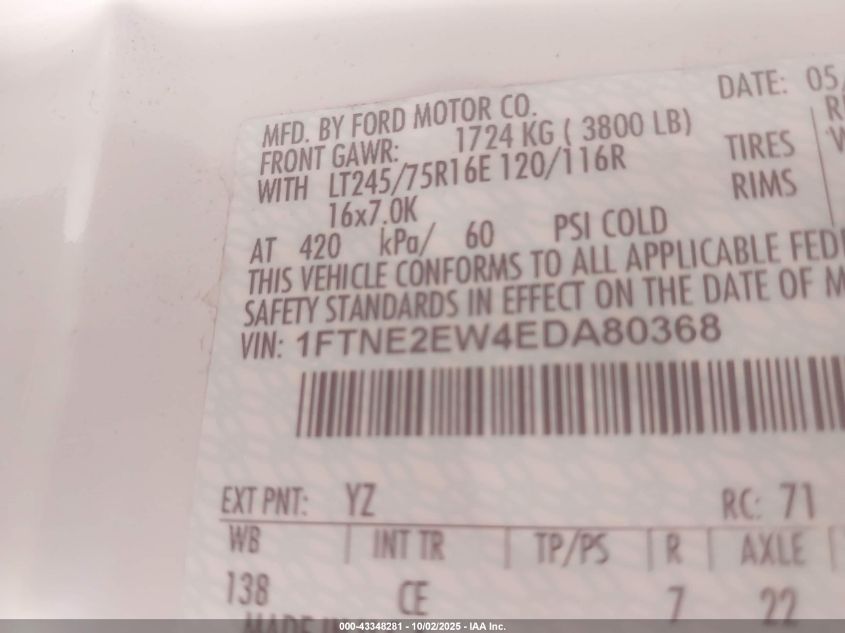 DATE: 05
MFD. BY FORD MOTOR CO.
FRONT GAWR: 1724 KG ( 3800 LB)
WITH LT245/75R16E 120/116R TIRES
16x7.0K RIMS
AT 420 kPa/ 60 PSI COLD
THIS VEHICLE CONFORMS TO ALL APPLICABLE FEDE
SAFETY STANDARDS IN EFFECT ON THE DATE OF M
VIN: 1FTNE2EW4EDA80368
EXT PNT: YZ RC: 71
WB INT TR TP/PS R AXLE
138 CE 7 22
MADE IN
000-43348281 - 10/02/2025 - IAA Inc.